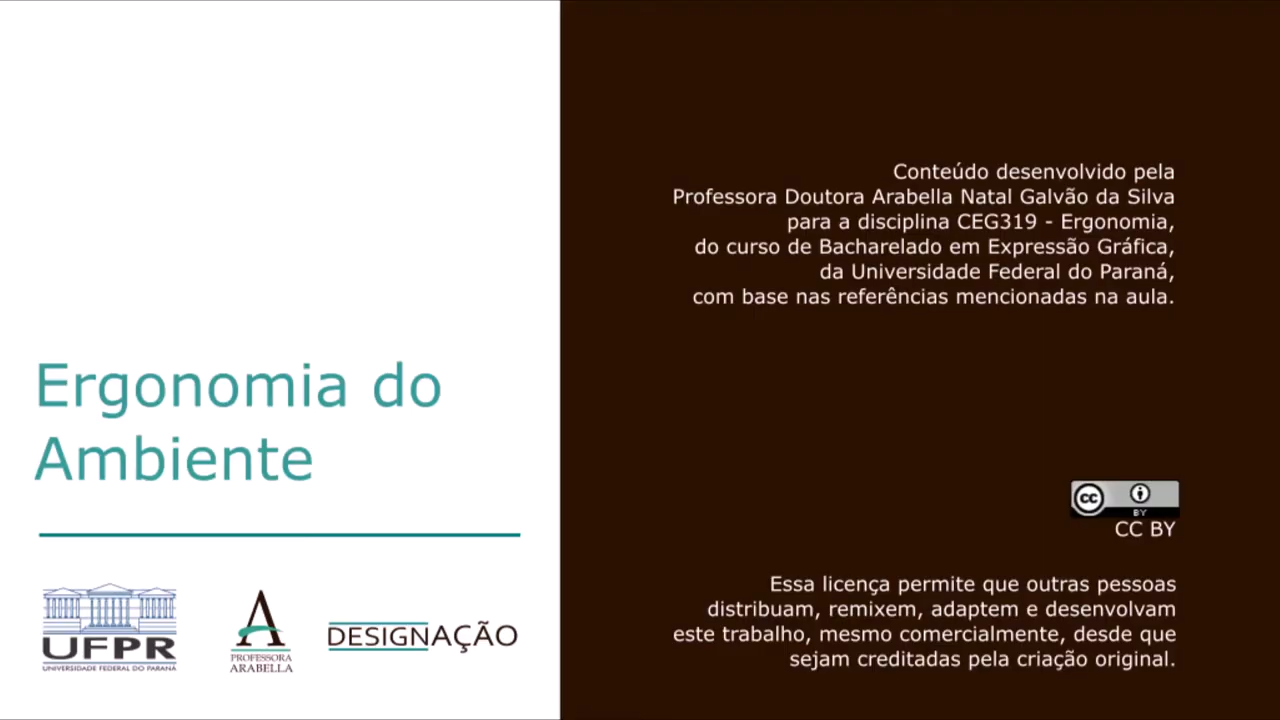 Ergonomia do
Ambiente
UFPR
UNIVERSIDADE FEDERAL DO PARANÁ
A
PROFESSORA
ARABELLA
DESIGNAÇÃO
Conteúdo desenvolvido pela
Professora Doutora Arabella Natal Galvão da Silva
para a disciplina CEG319 - Ergonomia,
do curso de Bacharelado em Expressão Gráfica,
da Universidade Federal do Paraná,
com base nas referências mencionadas na aula.
cc
BY
CC BY
Essa licença permite que outras pessoas
distribuam, remixem, adaptem e desenvolvam
este trabalho, mesmo comercialmente, desde que
sejam creditadas pela criação original.